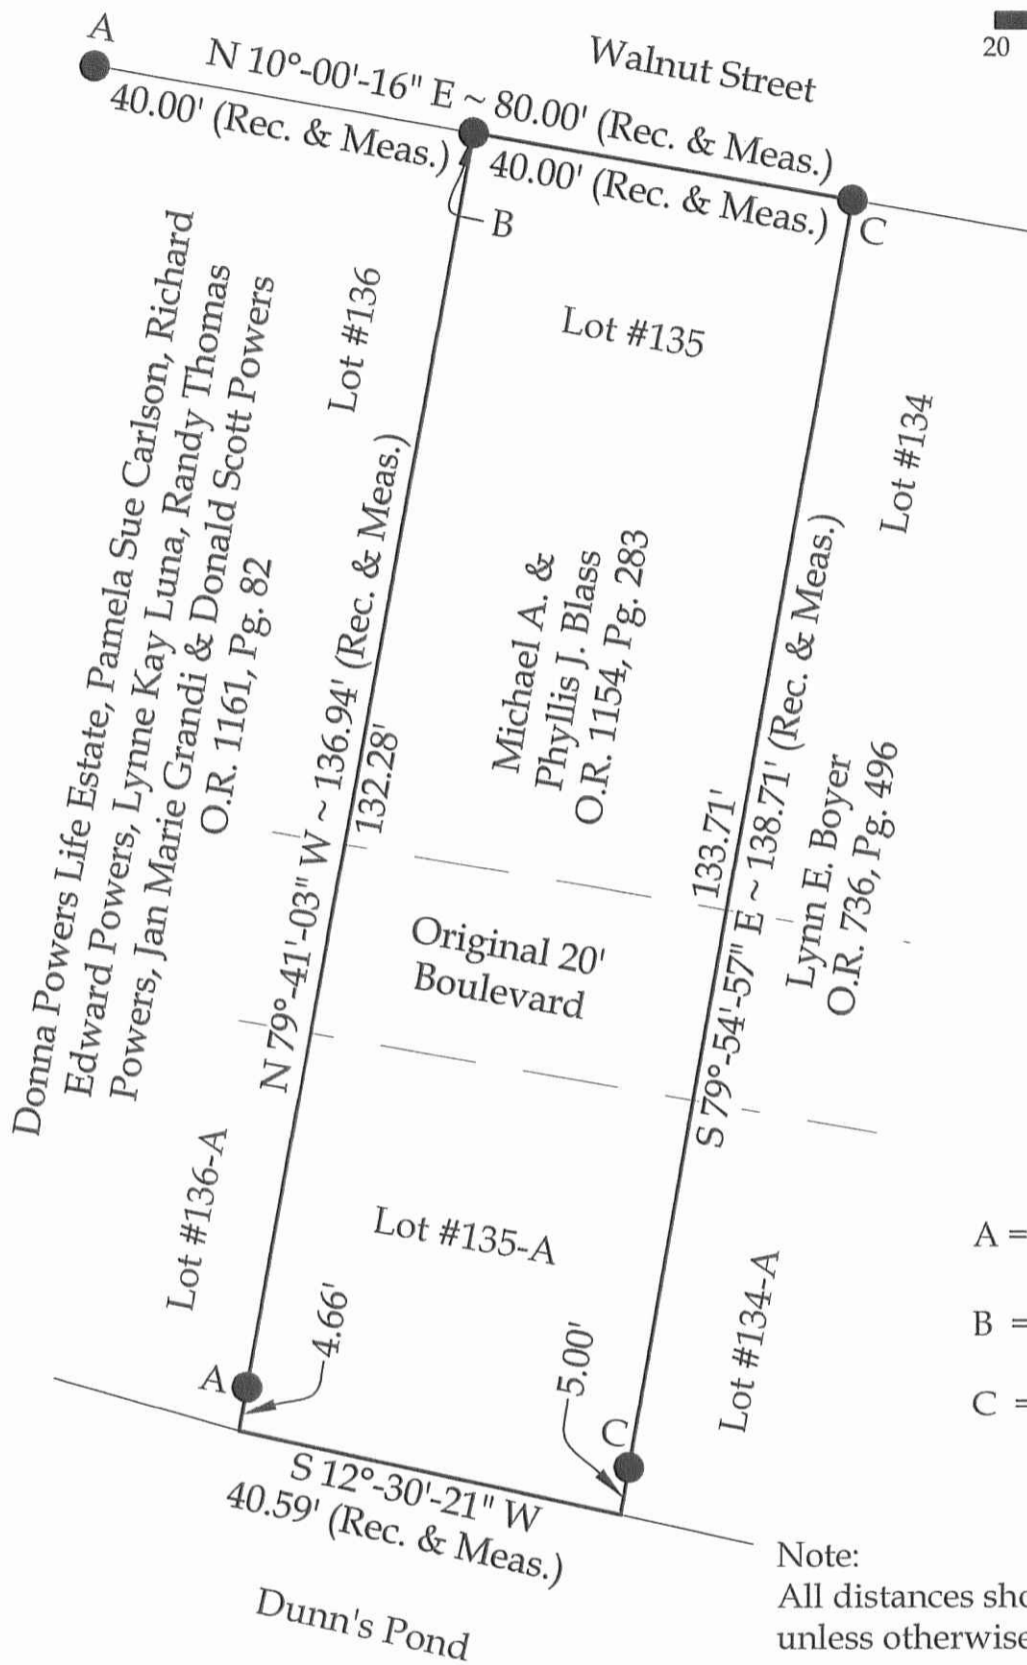 A
20
Walnut Street
N 10°-00'-16" E ~ 80.00' (Rec. & Meas.)
40.00' (Rec. & Meas.)
40.00' (Rec. & Meas.)
B
C
Lot #136
Lot #135
Lot #134
Donna Powers Life Estate, Pamela Sue Carlson, Richard
Edward Powers, Lynne Kay Luna, Randy Thomas
Powers, Jan Marie Grandi & Donald Scott Powers
O.R. 1161, Pg. 82
N 79°-41'-03" W ~ 136.94' (Rec. & Meas.)
132.28'
Michael A. &
Phyllis J. Blass
O.R. 1154, Pg. 283
133.71'
S 79°-54'-57" E ~ 138.71' (Rec. & Meas.)
Lynn E. Boyer
O.R. 736, Pg. 496
Original 20'
Boulevard
Lot #136-A
Lot #135-A
Lot #134-A
4.66'
5.00'
A
C
A =
B =
C =
S 12°-30'-21" W
40.59' (Rec. & Meas.)
Dunn's Pond
Note:
All distances sho
unless otherwise